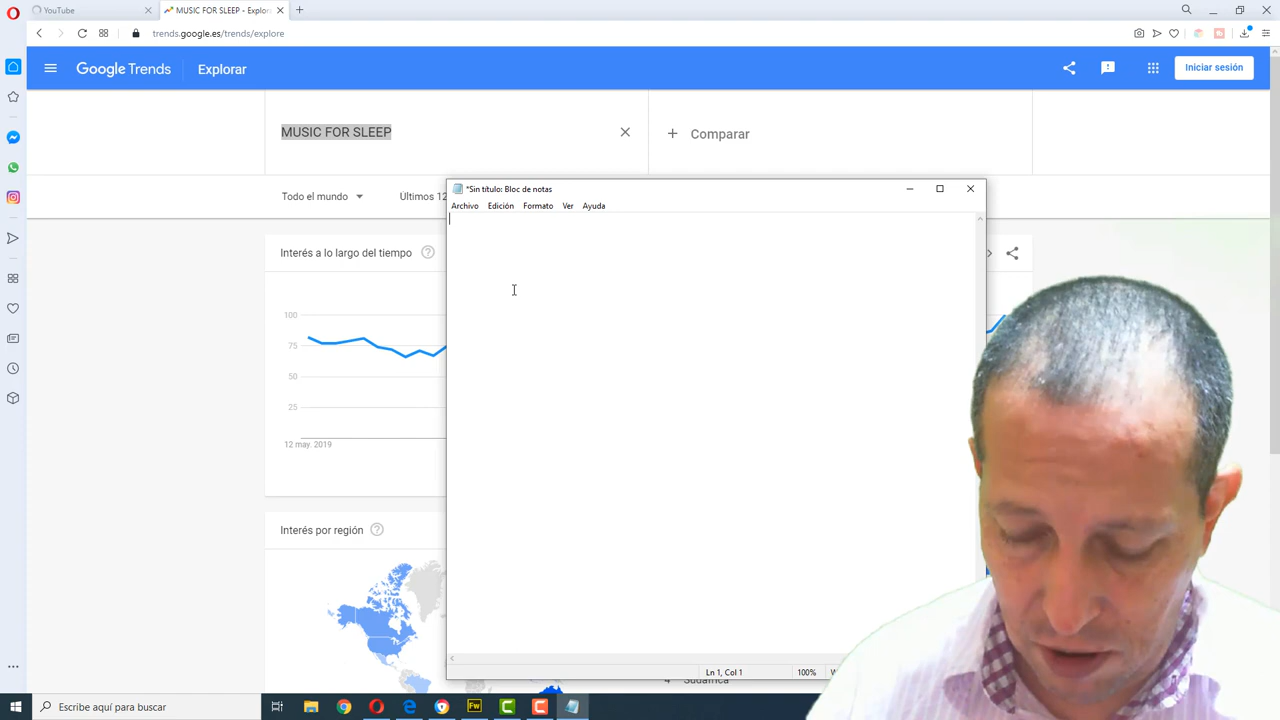 YouTube
MUSIC FOR SLEEP - Explor
trends.google.es/trends/explore
Google Trends
Explorar
Iniciar sesión
MUSIC FOR SLEEP
+ Comparar
Todo el mundo
Últimos 12
*Sin título: Bloc de notas
Archivo Edición Formato Ver Ayuda
Interés a lo largo del tiempo
100
75
50
25
12 may. 2019
Interés por región
Ln 1, Col 1
100%
4 Sudáfrica
Escribe aquí para buscar
Fw